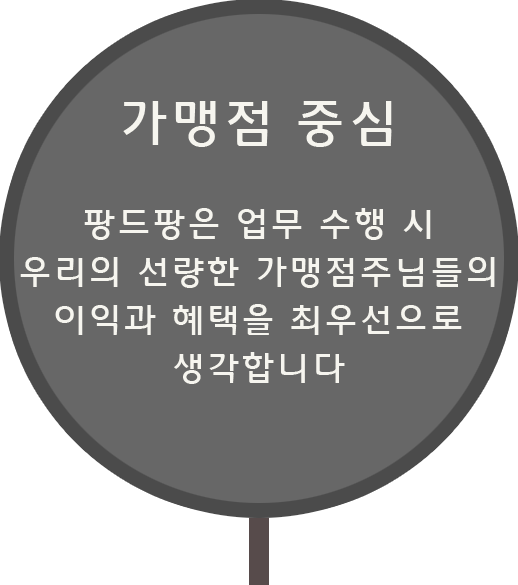 가맹점 중심
팡드팡은 업무 수행 시
우리의 선량한 가맹점주님들의
이익과 혜택을 최우선으로
생각합니다